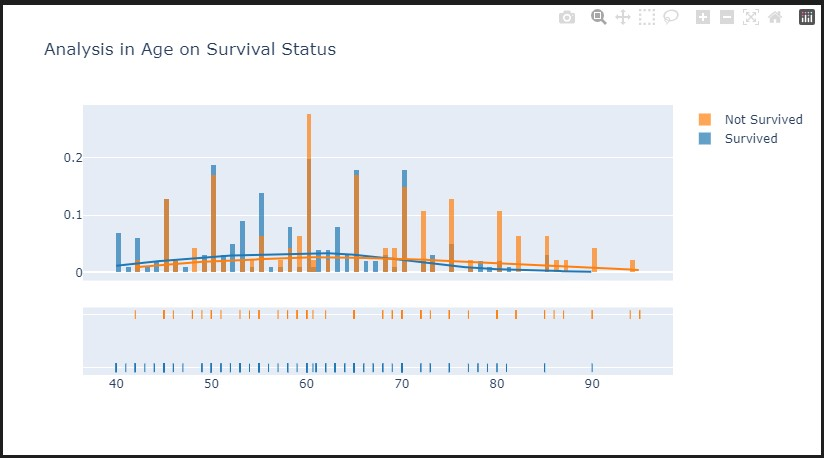 Analysis in Age on Survival Status
Not Survived
Survived
0.2
0.1
0
40 50 60 70 80 90